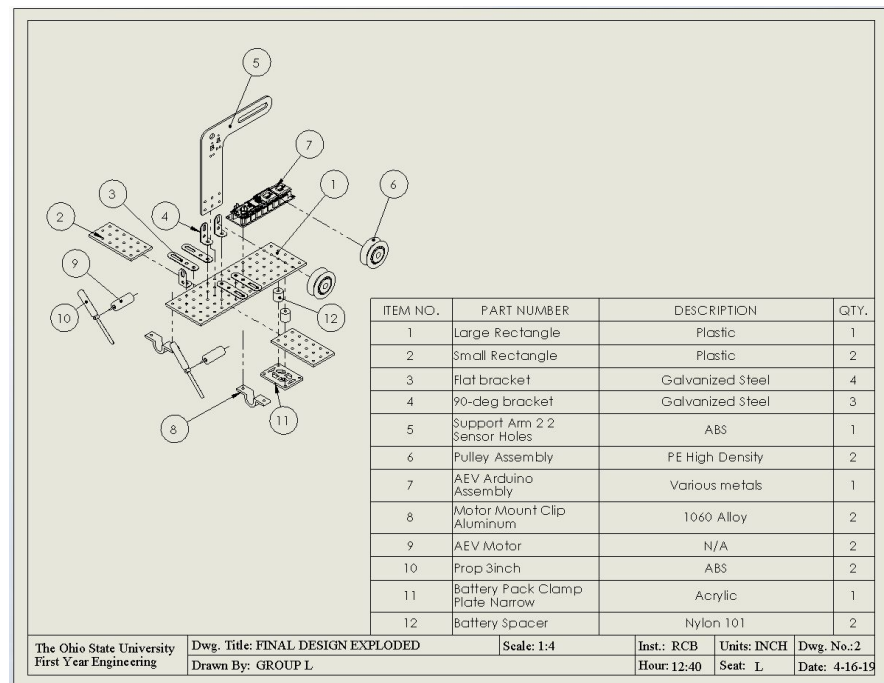 5
7
3
1
6
4
2
9
10
12
8
11
ITEM NO. PART NUMBER DESCRIPTION QTY.
1 Large Rectangle Plastic 1
2 Small Rectangle Plastic 2
3 Flat bracket Galvanized Steel 4
4 90-deg bracket Galvanized Steel 3
5 Support Arm 2 2 Sensor Holes ABS 1
6 Pulley Assembly PE High Density 2
7 AEV Arduino Assembly Various metals 1
8 Motor Mount Clip Aluminum 1060 Alloy 2
9 AEV Motor N/A 2
10 Prop 3inch ABS 2
11 Battery Pack Clamp Plate Narrow Acrylic 1
12 Battery Spacer Nylon 101 2
The Ohio State University
First Year Engineering
Dwg. Title: FINAL DESIGN EXPLODED Scale: 1:4 Inst.: RCB Units: INCH Dwg. No.:2
Drawn By: GROUP L Hour: 12:40 Seat: L Date: 4-16-19